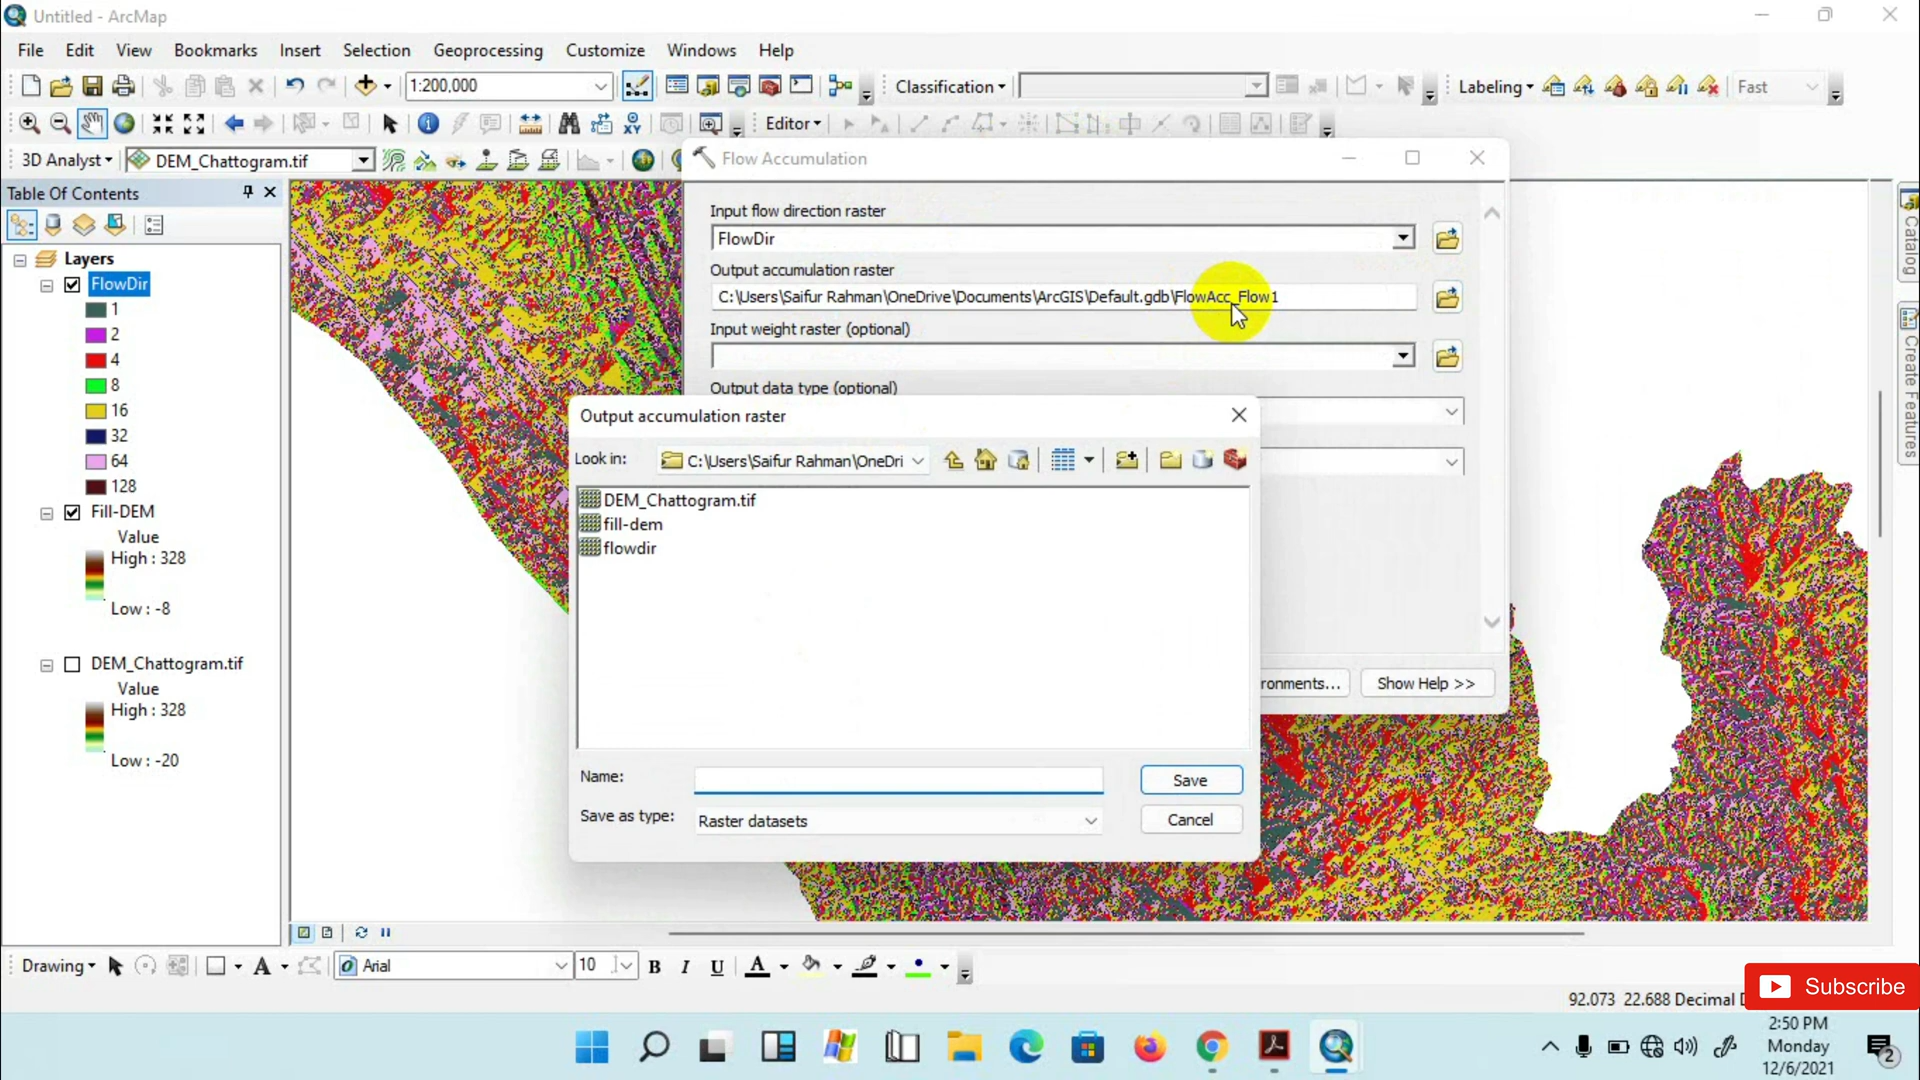 Untitled - ArcMap
File Edit View Bookmarks Insert Selection Geoprocessing Customize Windows Help
1:200,000
Classification
Labeling
Fast
Editor
3D Analyst
DEM_Chattogram.tif
Flow Accumulation
Table Of Contents
Input flow direction raster
FlowDir
Output accumulation raster
C:\Users\Saifur Rahman\OneDrive\Documents\ArcGIS\Default.gdb\FlowAcc_Flow1
Input weight raster (optional)
Output data type (optional)
Layers
FlowDir
1
2
4
8
16
32
64
128
Fill-DEM
Value
High : 328
Low : -8
DEM_Chattogram.tif
Value
High : 328
Low : -20
Output accumulation raster
Look in:
C:\Users\Saifur Rahman\OneDri
DEM_Chattogram.tif
fill-dem
flowdir
ronments...
Show Help >>
Name:
Save
Save as type:
Raster datasets
Cancel
Catalog
Create Features
Drawing
A
Arial
10
B I U A
Subscribe
92.073 22.688 Decimal D
2:50 PM
Monday
12/6/2021
2